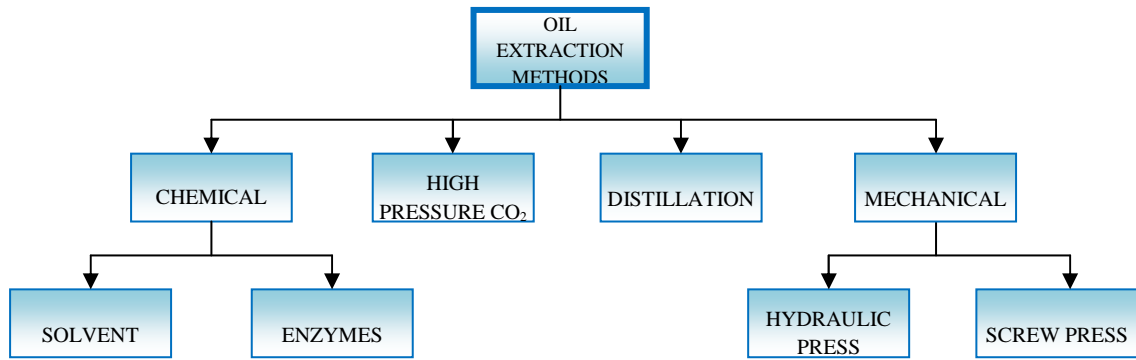 OIL
EXTRACTION
METHODS
CHEMICAL
HIGH
PRESSURE CO₂
DISTILLATION
MECHANICAL
SOLVENT
ENZYMES
HYDRAULIC
PRESS
SCREW PRESS